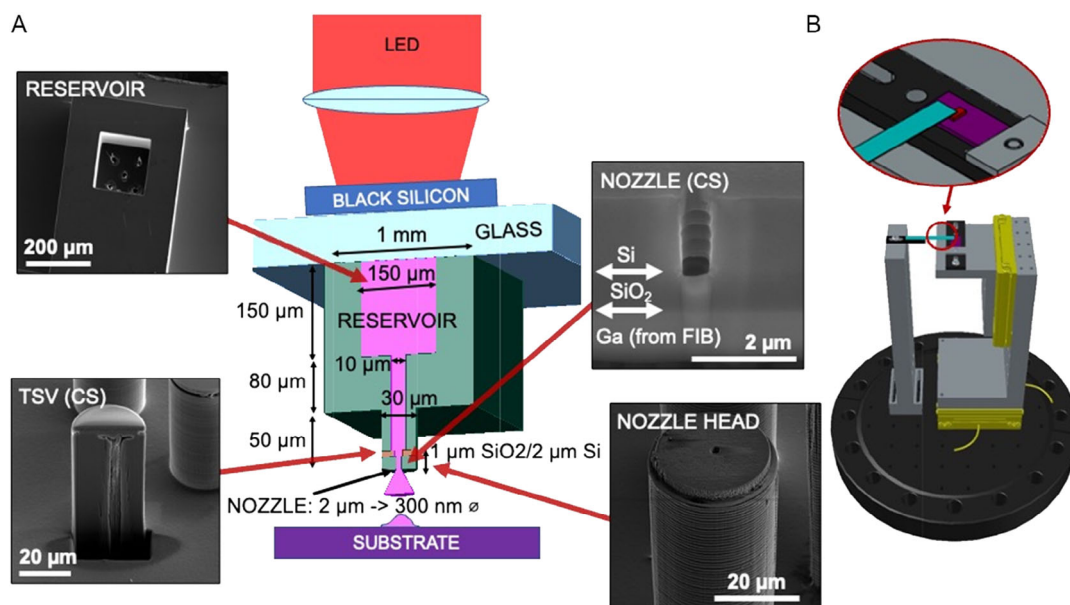 A
B
LED
RESERVOIR
200 µm
BLACK SILICON
GLASS
1 mm
150 µm
150 µm
RESERVOIR
10 µm
80 µm
30 µm
50 µm
1 µm SiO2/2 µm Si
NOZZLE: 2 µm -> 300 nm ø
SUBSTRATE
NOZZLE (CS)
Si
SiO₂
Ga (from FIB)
2 µm
TSV (CS)
20 µm
NOZZLE HEAD
20 µm